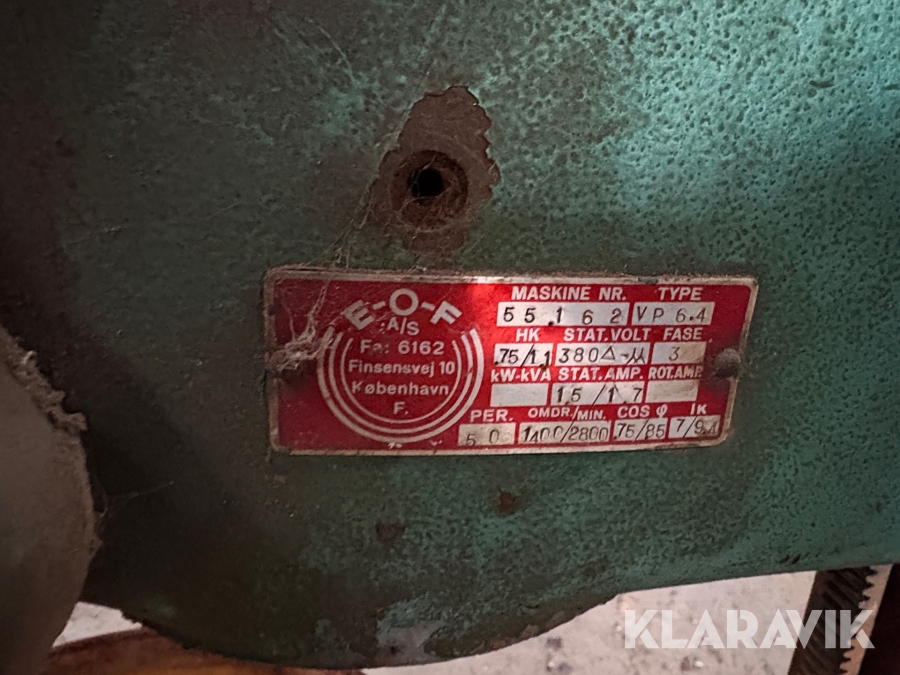 E-O-F
A/S
Fa: 6162
Finsensvej 10
København
F.
MASKINE NR. TYPE
55.162 VP 6.4
HK STAT. VOLT FASE
.75/1.1 380 Δ- 3
kW-kVA STAT. AMP. ROT. AMP.
1.5/1.7
PER. OMDR./MIN. COS φ Ik
50 1400/2800 .75/85 7/9.4
KLARAVIK